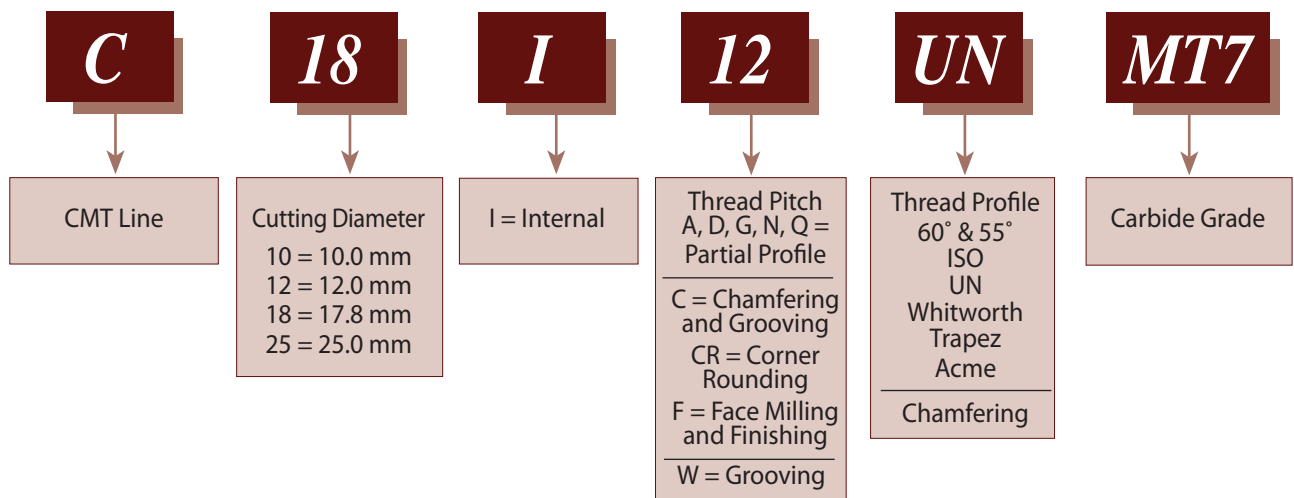 C
18
I
12
UN
MT7
CMT Line
Cutting Diameter
10 = 10.0 mm
12 = 12.0 mm
18 = 17.8 mm
25 = 25.0 mm
I = Internal
Thread Pitch
A, D, G, N, Q =
Partial Profile
C = Chamfering
and Grooving
CR = Corner
Rounding
F = Face Milling
and Finishing
W = Grooving
Thread Profile
60˚ & 55˚
ISO
UN
Whitworth
Trapez
Acme
Chamfering
Carbide Grade